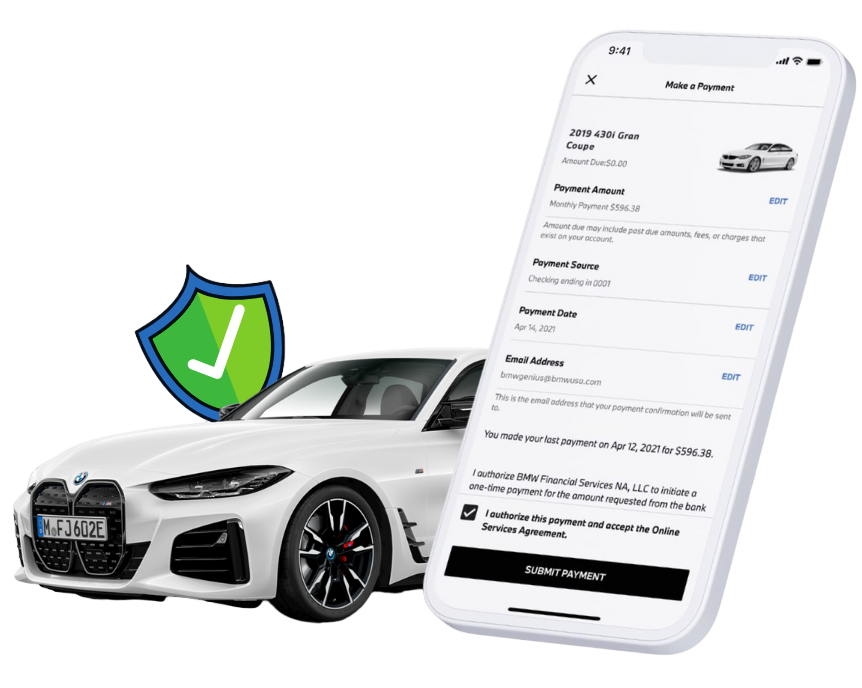 9:41
Make a Payment
2019 430i Gran
Coupe
Amount Due:$0.00
Payment Amount
EDIT
Monthly Payment $596.38
Amount due may include past due amounts, fees, or charges that
exist on your account.
Payment Source
EDIT
Checking ending in 0001
Payment Date
EDIT
Apr 14, 2021
Email Address
EDIT
bmwgenius@bmwusa.com
This is the email address that your payment confirmation will be sent
to.
You made your last payment on Apr 12, 2021 for $596.38.
I authorize BMW Financial Services NA, LLC to initiate a
one-time payment for the amount requested from the bank
I authorize this payment and accept the Online
Services Agreement.
SUBMIT PAYMENT
M FJ602E